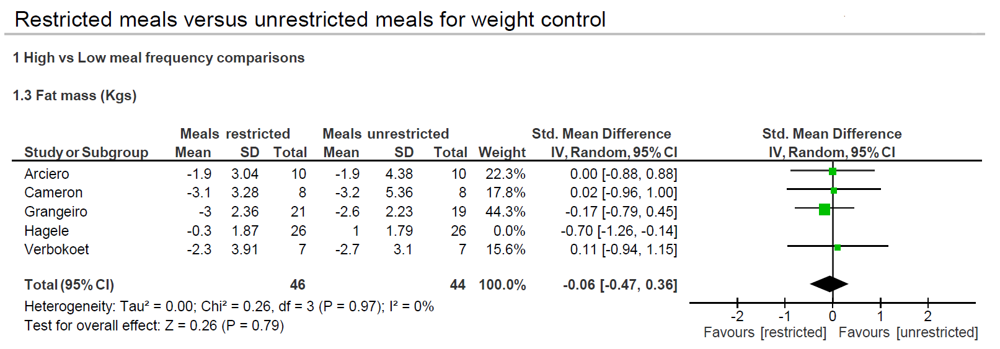 Restricted meals versus unrestricted meals for weight control
1 High vs Low meal frequency comparisons
1.3 Fat mass (Kgs)
Meals restricted Meals unrestricted Std. Mean Difference Std. Mean Difference
Study or Subgroup Mean SD Total Mean SD Total Weight IV, Random, 95% CI IV, Random, 95% CI
Arciero -1.9 3.04 10 -1.9 4.38 10 22.3% 0.00 [-0.88, 0.88]
Cameron -3.1 3.28 8 -3.2 5.36 8 17.8% 0.02 [-0.96, 1.00]
Grangeiro -3 2.36 21 -2.6 2.23 19 44.3% -0.17 [-0.79, 0.45]
Hagele -0.3 1.87 26 1 1.79 26 0.0% -0.70 [-1.26, -0.14]
Verbokoet -2.3 3.91 7 -2.7 3.1 7 15.6% 0.11 [-0.94, 1.15]
Total (95% CI) 46 44 100.0% -0.06 [-0.47, 0.36]
Heterogeneity: Tau² = 0.00; Chi² = 0.26, df = 3 (P = 0.97); I² = 0%
Test for overall effect: Z = 0.26 (P = 0.79)
-2 -1 0 1 2
Favours [restricted] Favours [unrestricted]